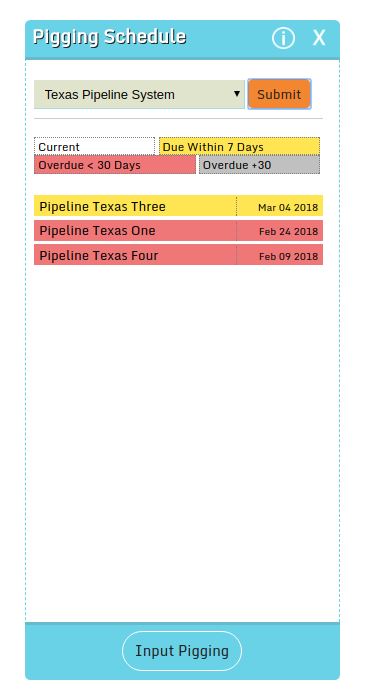 Pigging Schedule i X
Texas Pipeline System ▼ Submit
Current Due Within 7 Days
Overdue < 30 Days Overdue +30
Pipeline Texas Three Mar 04 2018
Pipeline Texas One Feb 24 2018
Pipeline Texas Four Feb 09 2018
Input Pigging